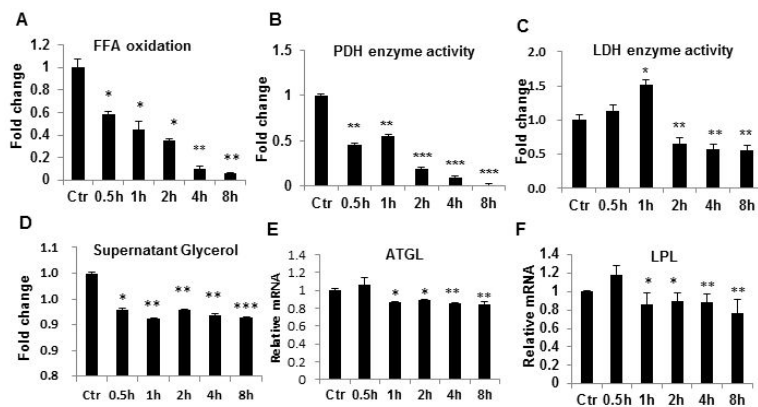 A
FFA oxidation
Fold change
1.2
1
0.8
0.6
0.4
0.2
0
* * * ** **
Ctr 0.5h 1h 2h 4h 8h
B
PDH enzyme activity
Fold change
1.5
1
0.5
0
** ** *** *** ***
Ctr 0.5h 1h 2h 4h 8h
C
LDH enzyme activity
Fold change
2.0
1.5
1.0
0.5
0.0
* ** ** **
Ctr 0.5h 1h 2h 4h 8h
D
Supernatant Glycerol
Fold change
1.0
1.0
0.9
0.8
* ** ** ** ***
Ctr 0.5h 1h 2h 4h 8h
E
ATGL
Relative mRNA
1.4
1.2
1
0.8
0.6
0.4
0.2
0
* * ** **
Ctr 0.5h 1h 2h 4h 8h
F
LPL
Relative mRNA
1.4
1.2
1
0.8
0.6
0.4
0.2
0
* * ** **
Ctr 0.5h 1h 2h 4h 8h